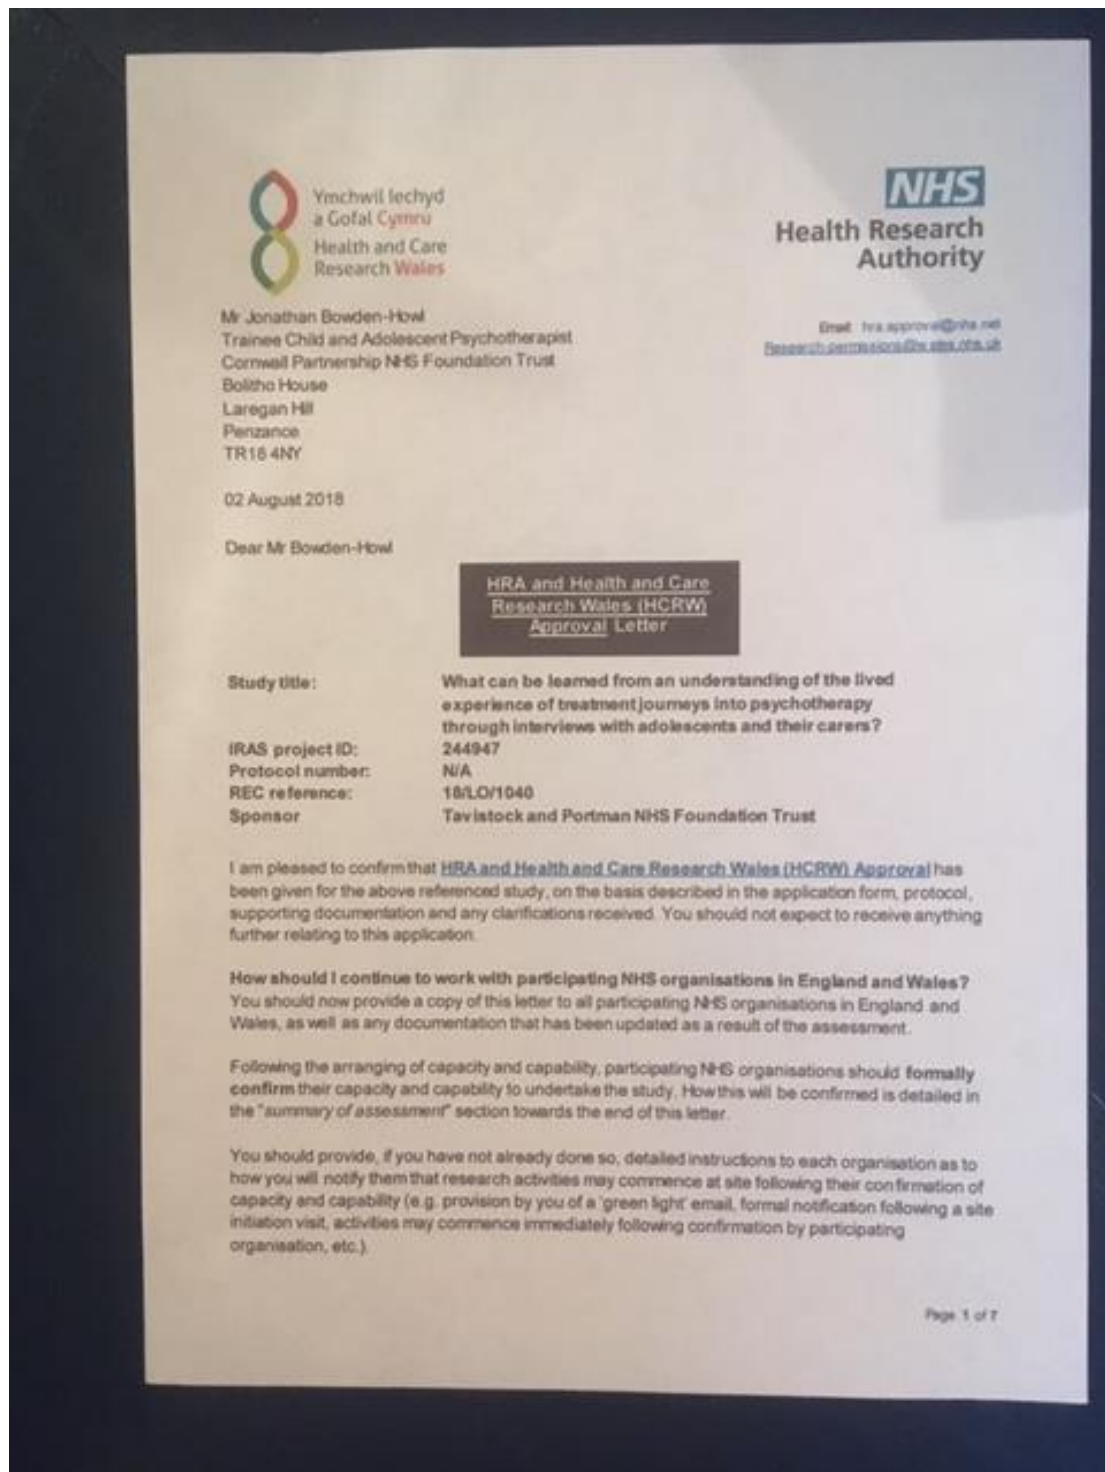 Ymchwil Iechyd
a Gofal Cymru
Health and Care
Research Wales
NHS
Health Research
Authority
Mr Jonathan Bowden-Howl
Trainee Child and Adolescent Psychotherapist
Cornwall Partnership NHS Foundation Trust
Bolitho House
Laregan Hill
Penzance
TR18 4NY
Email: hra.approval@nhs.net
Research-permissions@wales.nhs.uk
02 August 2018
Dear Mr Bowden-Howl
HRA and Health and Care
Research Wales (HCRW)
Approval Letter
Study title: What can be learned from an understanding of the lived
experience of treatment journeys into psychotherapy
through interviews with adolescents and their carers?
IRAS project ID: 244947
Protocol number: N/A
REC reference: 18/LO/1040
Sponsor Tavistock and Portman NHS Foundation Trust
I am pleased to confirm that HRA and Health and Care Research Wales (HCRW) Approval has
been given for the above referenced study, on the basis described in the application form, protocol,
supporting documentation and any clarifications received. You should not expect to receive anything
further relating to this application.
How should I continue to work with participating NHS organisations in England and Wales?
You should now provide a copy of this letter to all participating NHS organisations in England and
Wales, as well as any documentation that has been updated as a result of the assessment.
Following the arranging of capacity and capability, participating NHS organisations should formally
confirm their capacity and capability to undertake the study. How this will be confirmed is detailed in
the "summary of assessment" section towards the end of this letter.
You should provide, if you have not already done so, detailed instructions to each organisation as to
how you will notify them that research activities may commence at site following their confirmation of
capacity and capability (e.g. provision by you of a 'green light' email, formal notification following a site
initiation visit, activities may commence immediately following confirmation by participating
organisation, etc.).
Page 1 of 7